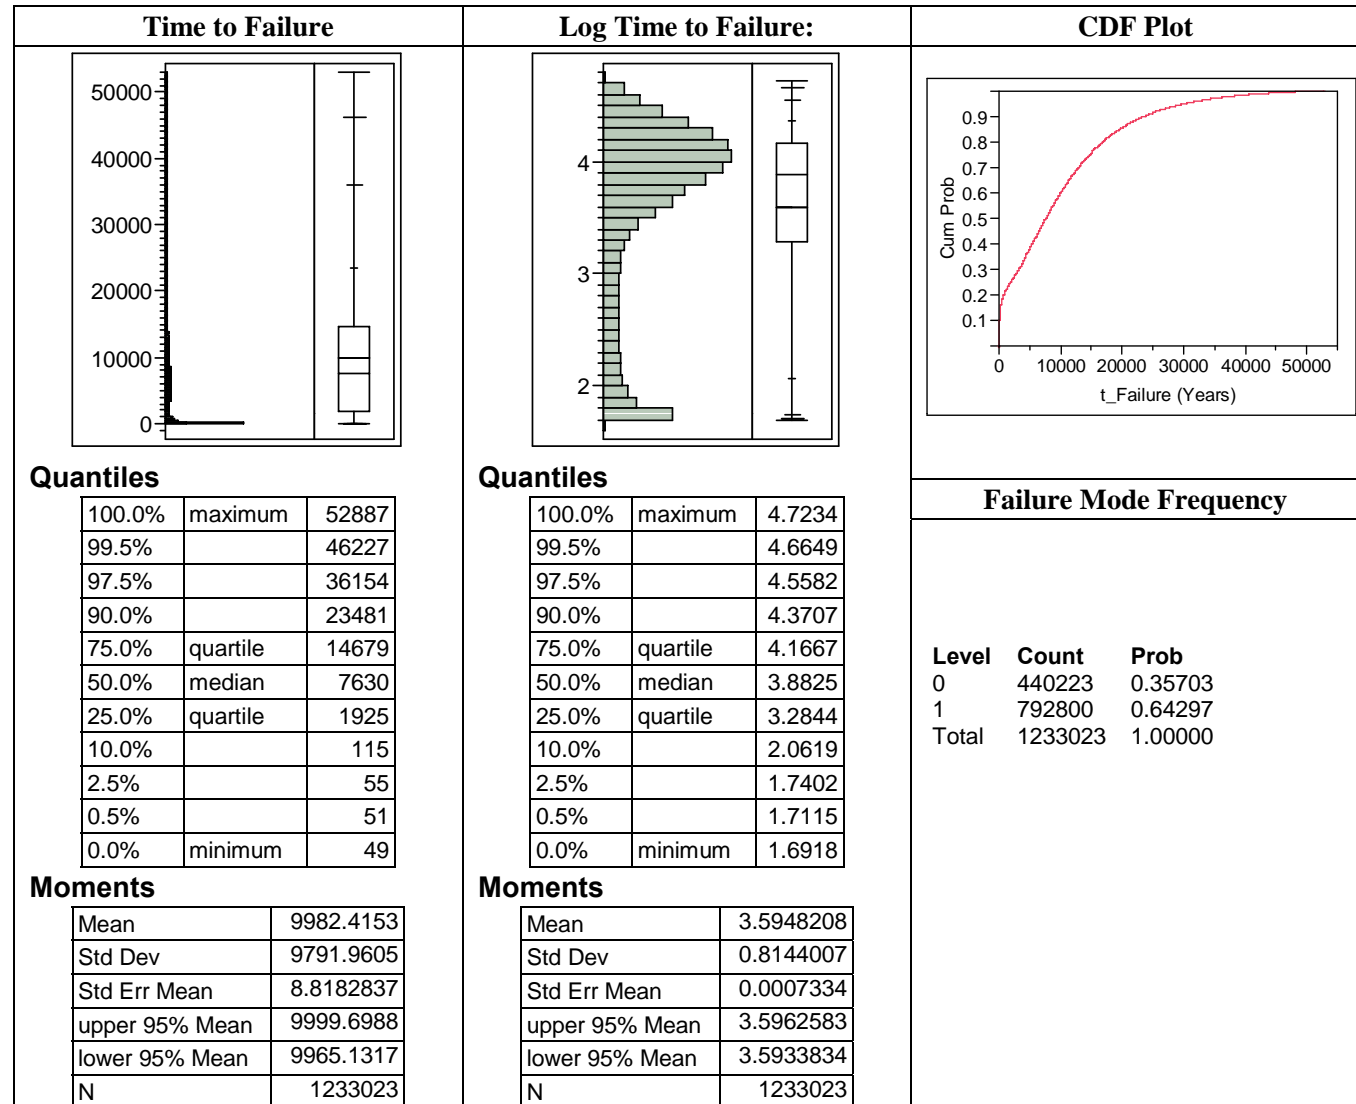 Time to Failure
50000
40000
30000
20000
10000
0
Quantiles
100.0% maximum 52887
99.5% 46227
97.5% 36154
90.0% 23481
75.0% quartile 14679
50.0% median 7630
25.0% quartile 1925
10.0% 115
2.5% 55
0.5% 51
0.0% minimum 49
Moments
Mean 9982.4153
Std Dev 9791.9605
Std Err Mean 8.8182837
upper 95% Mean 9999.6988
lower 95% Mean 9965.1317
N 1233023
Log Time to Failure:
4
3
2
Quantiles
100.0% maximum 4.7234
99.5% 4.6649
97.5% 4.5582
90.0% 4.3707
75.0% quartile 4.1667
50.0% median 3.8825
25.0% quartile 3.2844
10.0% 2.0619
2.5% 1.7402
0.5% 1.7115
0.0% minimum 1.6918
Moments
Mean 3.5948208
Std Dev 0.8144007
Std Err Mean 0.0007334
upper 95% Mean 3.5962583
lower 95% Mean 3.5933834
N 1233023
CDF Plot
Cum Prob
0.9
0.8
0.7
0.6
0.5
0.4
0.3
0.2
0.1
0 10000 20000 30000 40000 50000
t_Failure (Years)
Failure Mode Frequency
Level Count Prob
0 440223 0.35703
1 792800 0.64297
Total 1233023 1.00000